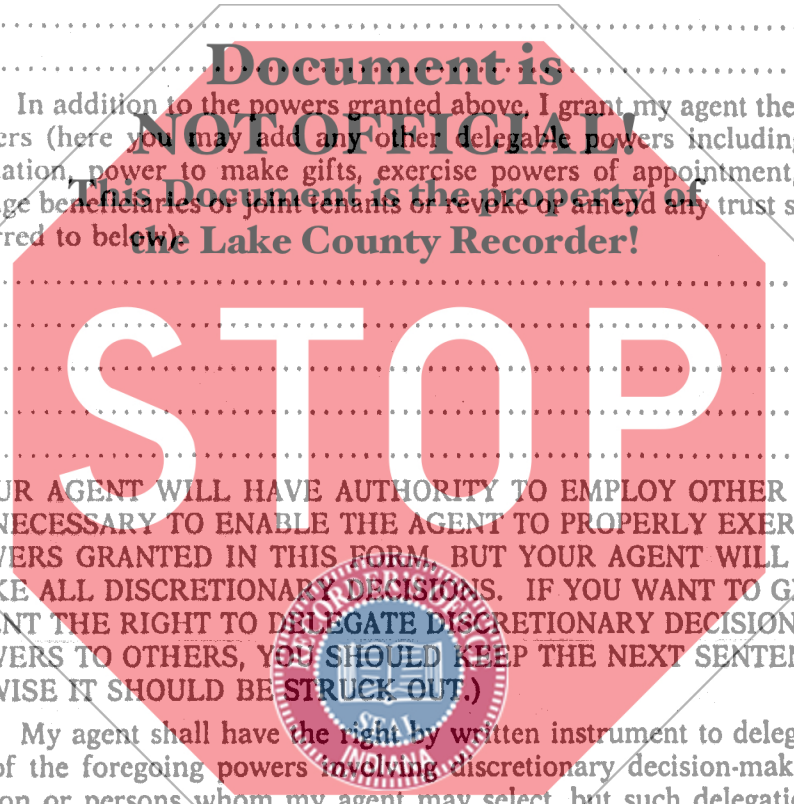 Document is
In addition to the powers granted above, I grant my agent the
NOT OFFICIAL!
ers (here you may add any other delegable powers including
ation, power to make gifts, exercise powers of appointment,
This Document is the property of
ge beneficiaries or joint tenants or revoke or amend any trust s
rred to below):
the Lake County Recorder!
STOP
UR AGENT WILL HAVE AUTHORITY TO EMPLOY OTHER
NECESSARY TO ENABLE THE AGENT TO PROPERLY EXER
ERS GRANTED IN THIS FORM, BUT YOUR AGENT WILL
KE ALL DISCRETIONARY DECISIONS. IF YOU WANT TO G
NT THE RIGHT TO DELEGATE DISCRETIONARY DECISION
ERS TO OTHERS, YOU SHOULD KEEP THE NEXT SENTEN
WISE IT SHOULD BE STRUCK OUT.)
SEAL
INDIANA
My agent shall have the right by written instrument to deleg
of the foregoing powers involving discretionary decision-mak
on or persons whom my agent may select, but such delegati